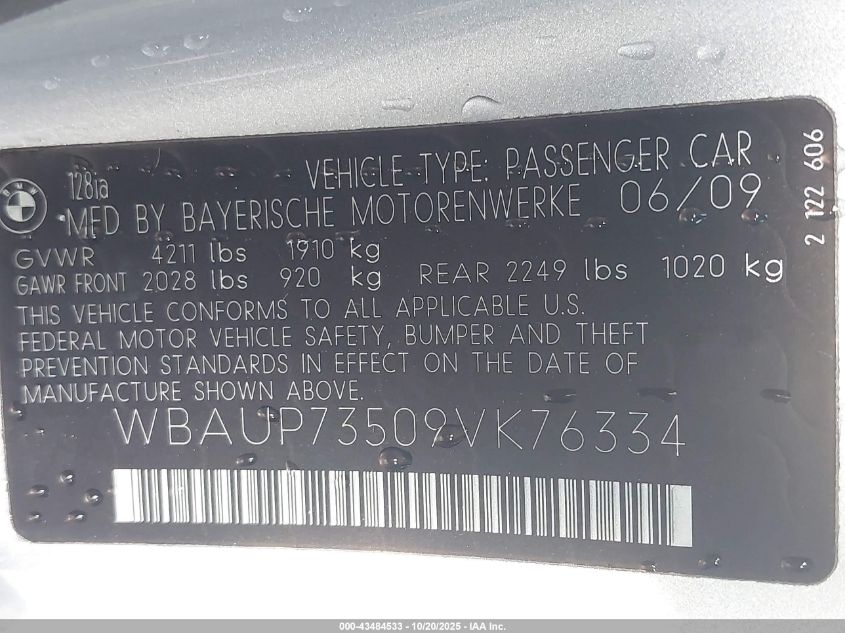 BMW
128ia
VEHICLE TYPE: PASSENGER CAR
MFD BY BAYERISCHE MOTORENWERKE 06/09
GVWR 4211 lbs 1910 kg
GAWR FRONT 2028 lbs 920 kg REAR 2249 lbs 1020 kg
THIS VEHICLE CONFORMS TO ALL APPLICABLE U.S.
FEDERAL MOTOR VEHICLE SAFETY, BUMPER AND THEFT
PREVENTION STANDARDS IN EFFECT ON THE DATE OF
MANUFACTURE SHOWN ABOVE.
WBAUP73509VK76334
2 122 606
000-43484533 - 10/20/2025 - IAA Inc.